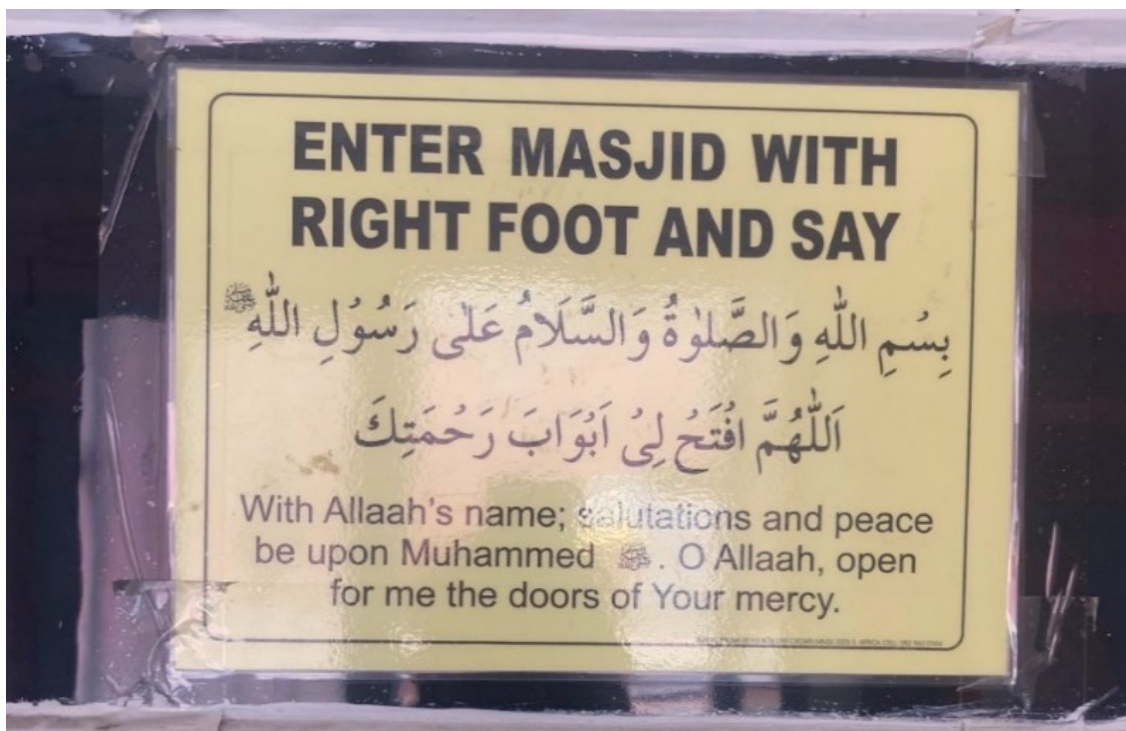 ENTER MASJID WITH
RIGHT FOOT AND SAY
بِسْمِ اللّٰهِ وَالصَّلٰوةُ وَالسَّلَامُ عَلٰى رَسُوْلِ اللّٰهِ ﷺ
اَللّٰهُمَّ افْتَحْ لِىْ اَبْوَابَ رَحْمَتِكَ
With Allaah's name; salutations and peace
be upon Muhammed ﷺ. O Allaah, open
for me the doors of Your mercy.